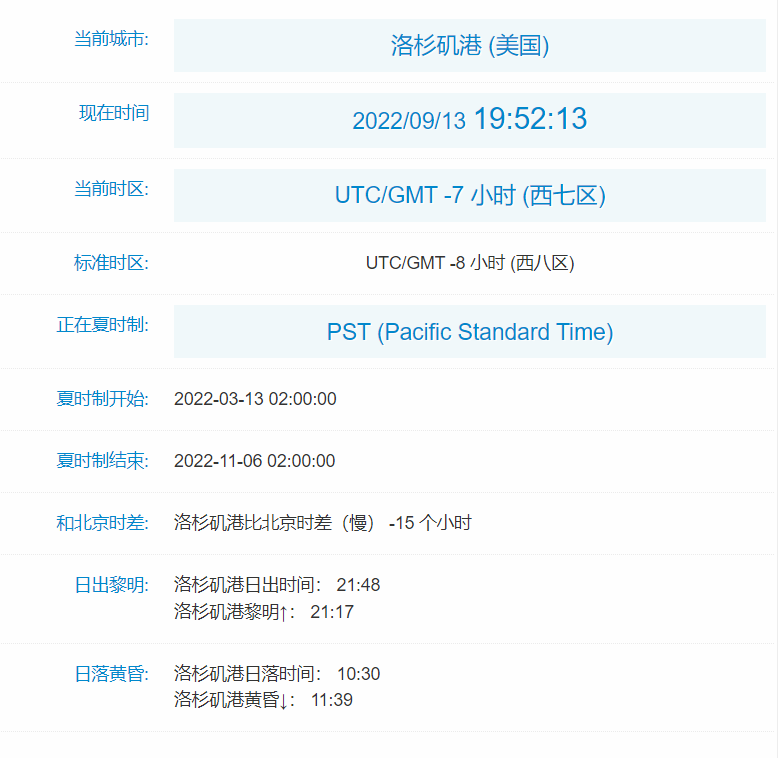 当前城市:
洛杉矶港 (美国)
现在时间
2022/09/13 19:52:13
当前时区:
UTC/GMT -7 小时 (西七区)
标准时区:
UTC/GMT -8 小时 (西八区)
正在夏时制:
PST (Pacific Standard Time)
夏时制开始:
2022-03-13 02:00:00
夏时制结束:
2022-11-06 02:00:00
和北京时差:
洛杉矶港比北京时差（慢） -15 个小时
日出黎明:
洛杉矶港日出时间： 21:48
洛杉矶港黎明↑： 21:17
日落黄昏:
洛杉矶港日落时间： 10:30
洛杉矶港黄昏↓： 11:39